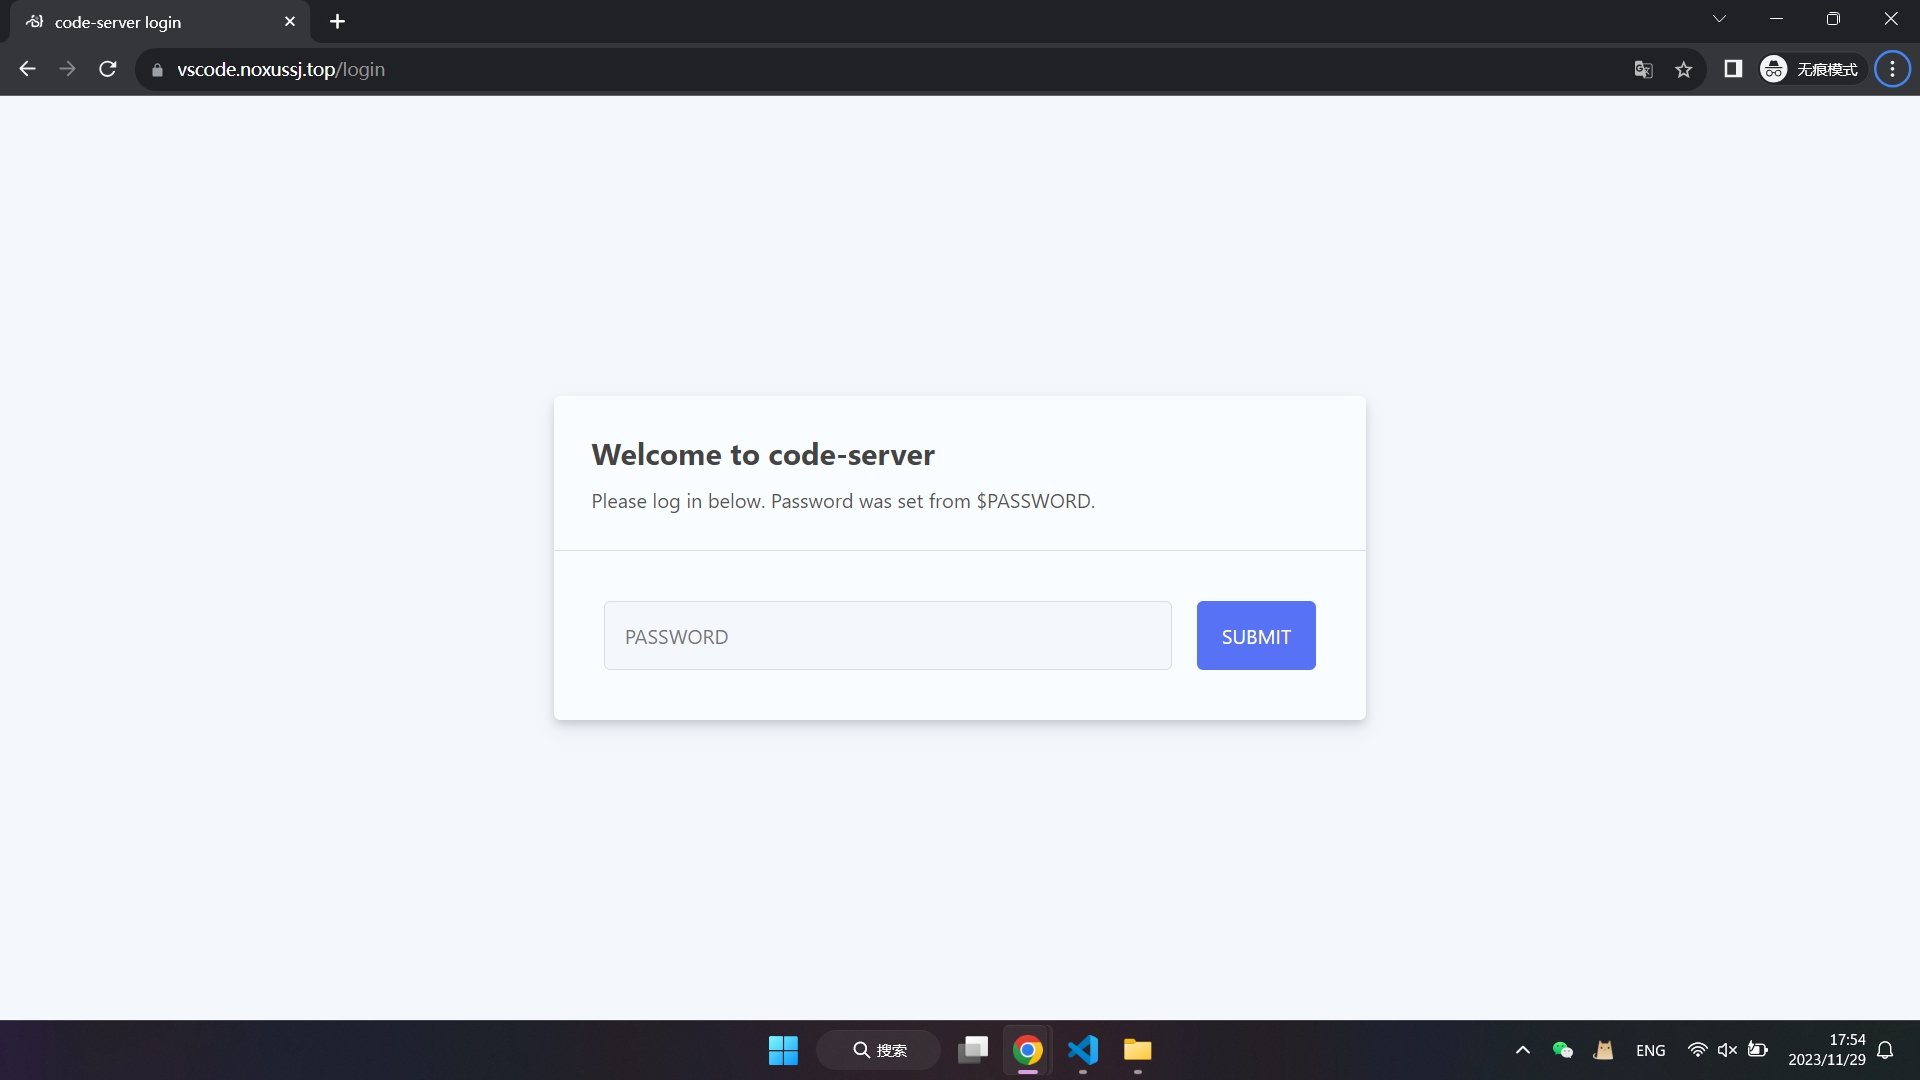 code-server login
vscode.noxussj.top/login
无痕模式
Welcome to code-server
Please log in below. Password was set from $PASSWORD.
PASSWORD
SUBMIT
搜索
ENG
17:54
2023/11/29